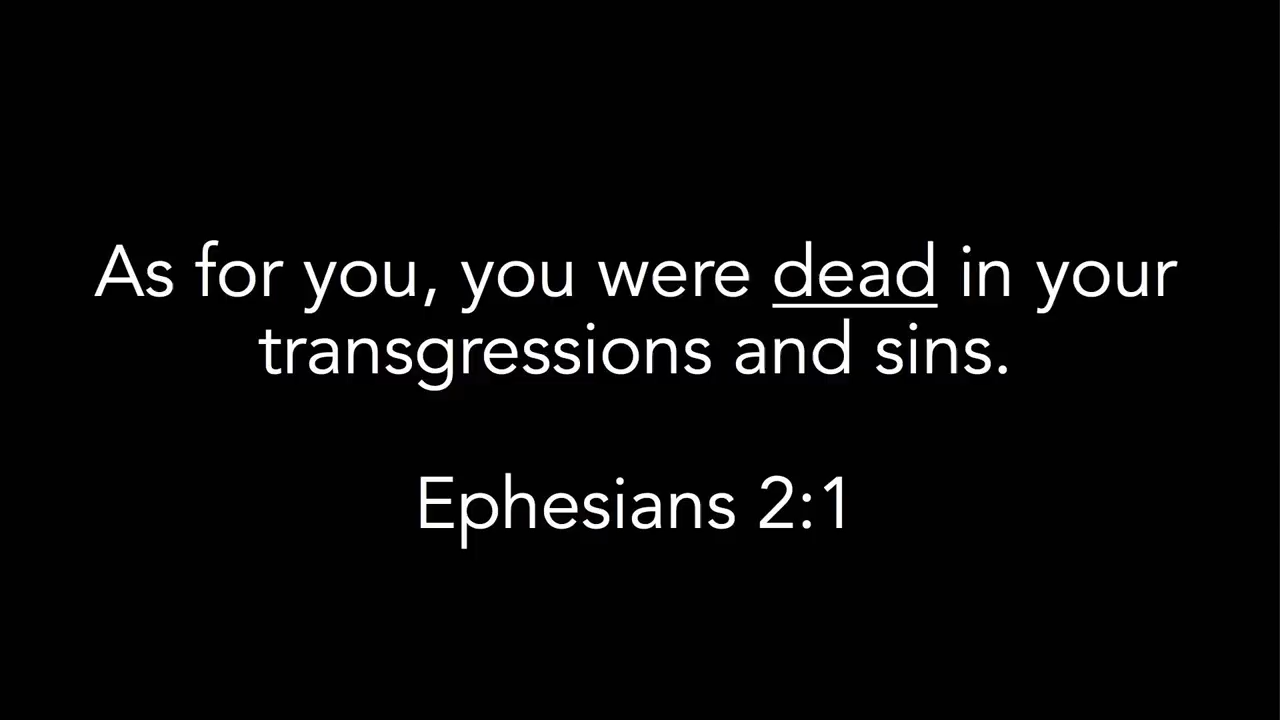 As for you, you were dead in your
transgressions and sins.
Ephesians 2:1